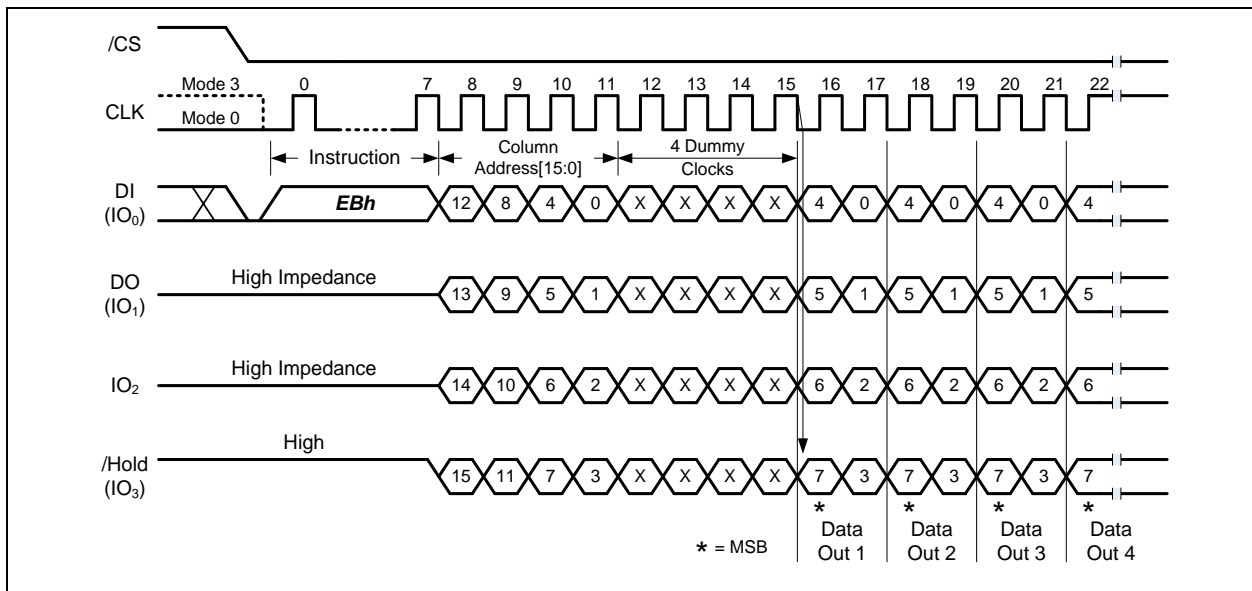 /CS
Mode 3
0 7 8 9 10 11 12 13 14 15 16 17 18 19 20 21 22
CLK
Mode 0
Instruction
Column
Address[15:0]
4 Dummy
Clocks
DI
(IO0)
EBh
12 8 4 0 X X X X 4 0 4 0 4 0 4
DO
(IO1)
High Impedance
13 9 5 1 X X X X 5 1 5 1 5 1 5
IO2
High Impedance
14 10 6 2 X X X X 6 2 6 2 6 2 6
/Hold
(IO3)
High
15 11 7 3 X X X X 7 3 7 3 7 3 7
* * * *
* = MSB
Data
Out 1
Data
Out 2
Data
Out 3
Data
Out 4